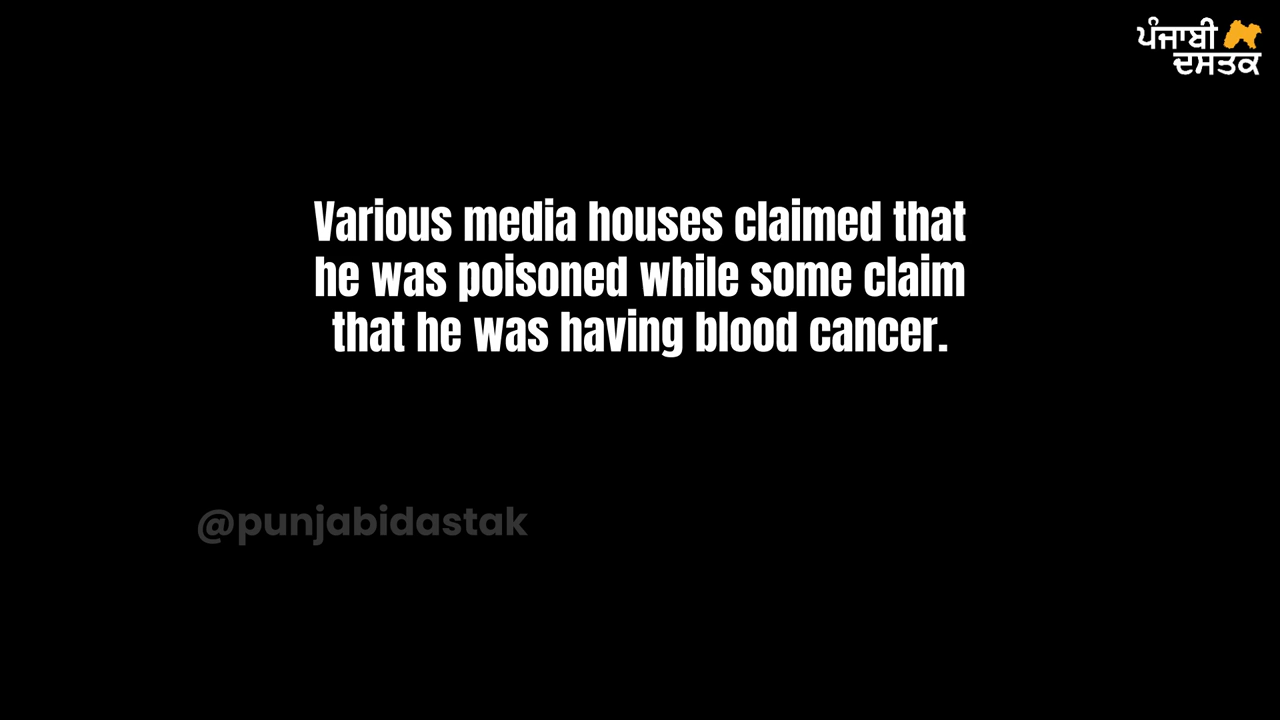 ਪੰਜਾਬੀ
ਦਸਤਕ
Various media houses claimed that
he was poisoned while some claim
that he was having blood cancer.
@punjabidastak